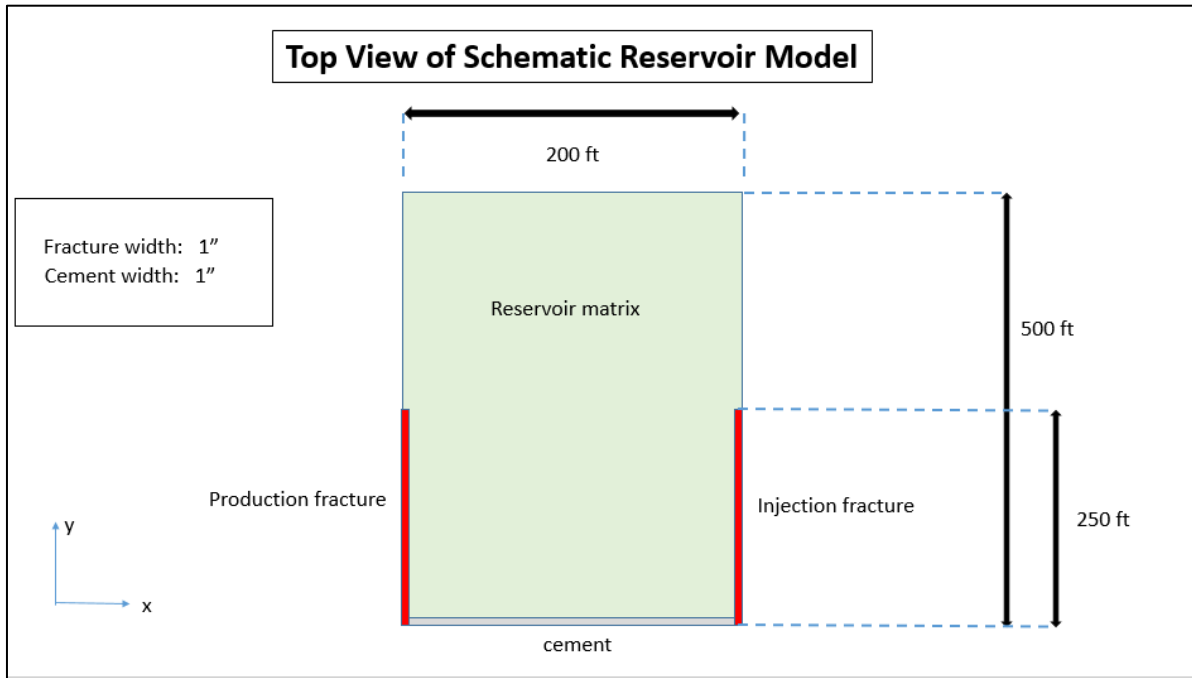 Top View of Schematic Reservoir Model
200 ft
Fracture width: 1”
Cement width: 1”
Reservoir matrix
500 ft
Production fracture
Injection fracture
250 ft
y
x
cement